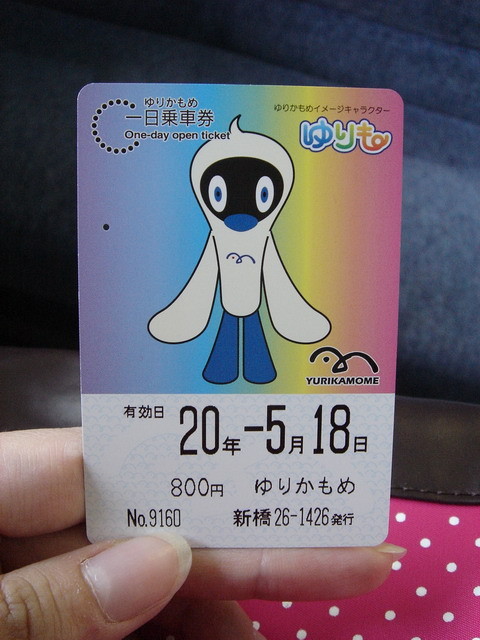 ゆりかもめ
一日乗車券
One-day open ticket
ゆりかもめイメージキャラクター
ゆりも
YURIKAMOME
有効日 20年-5月18日
800円 ゆりかもめ
No.9160 新橋26-1426発行